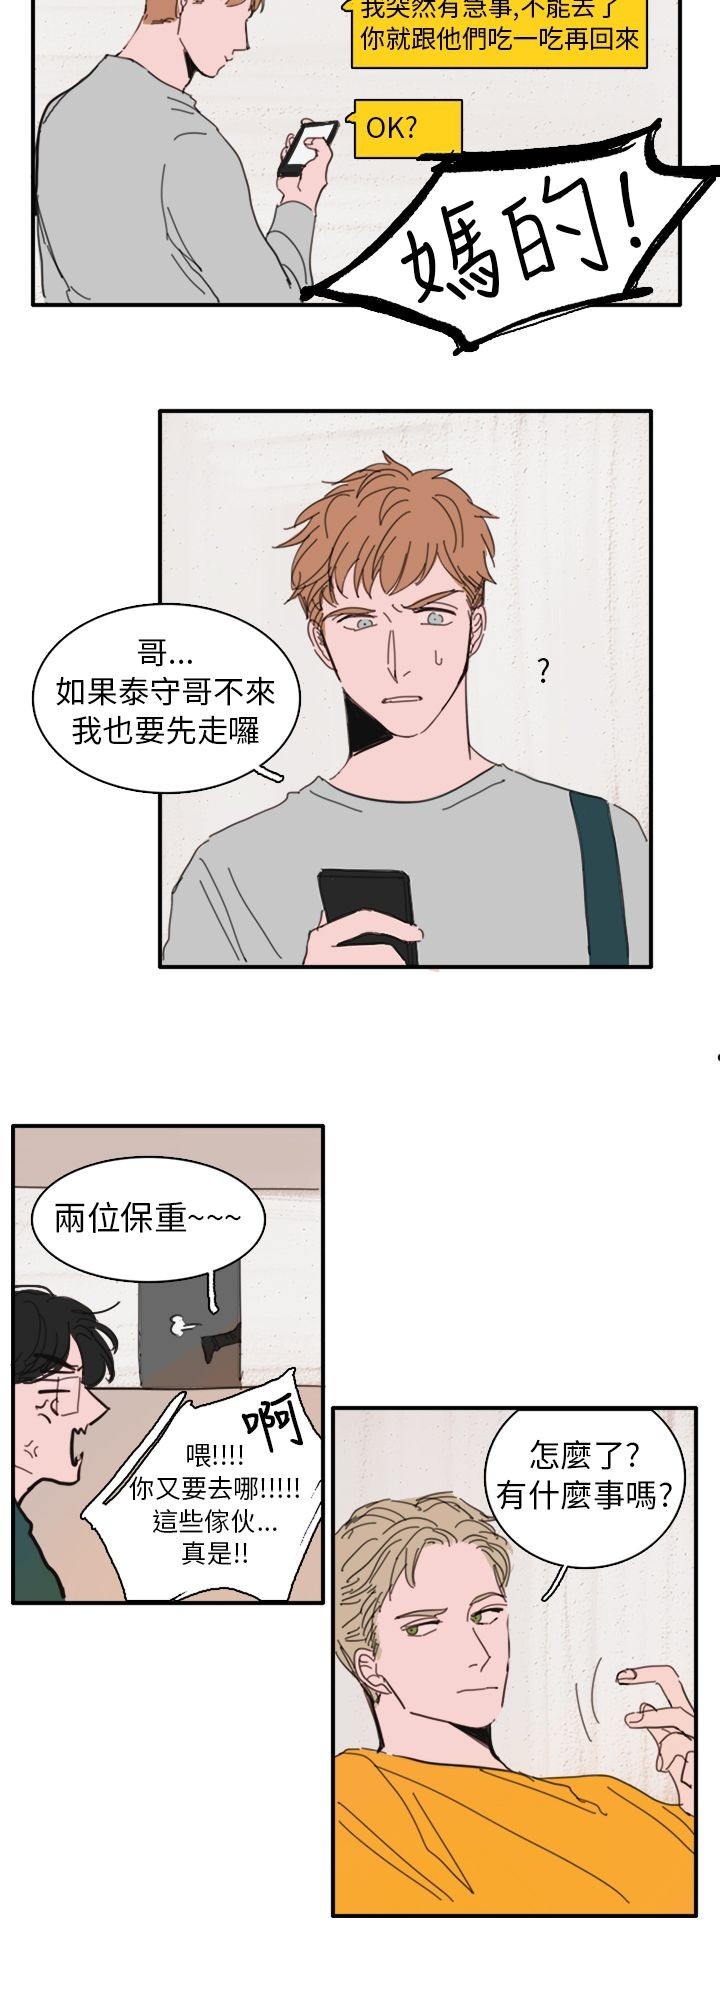 我突然有急事,不能去了
你就跟他們吃一吃再回來
OK?
媽的!
哥...
如果泰守哥不來
我也要先走囉
?
兩位保重~~~
啊
喂!!!!
你又要去哪!!!!!
這些傢伙...
真是!!
怎麼了?
有什麼事嗎?